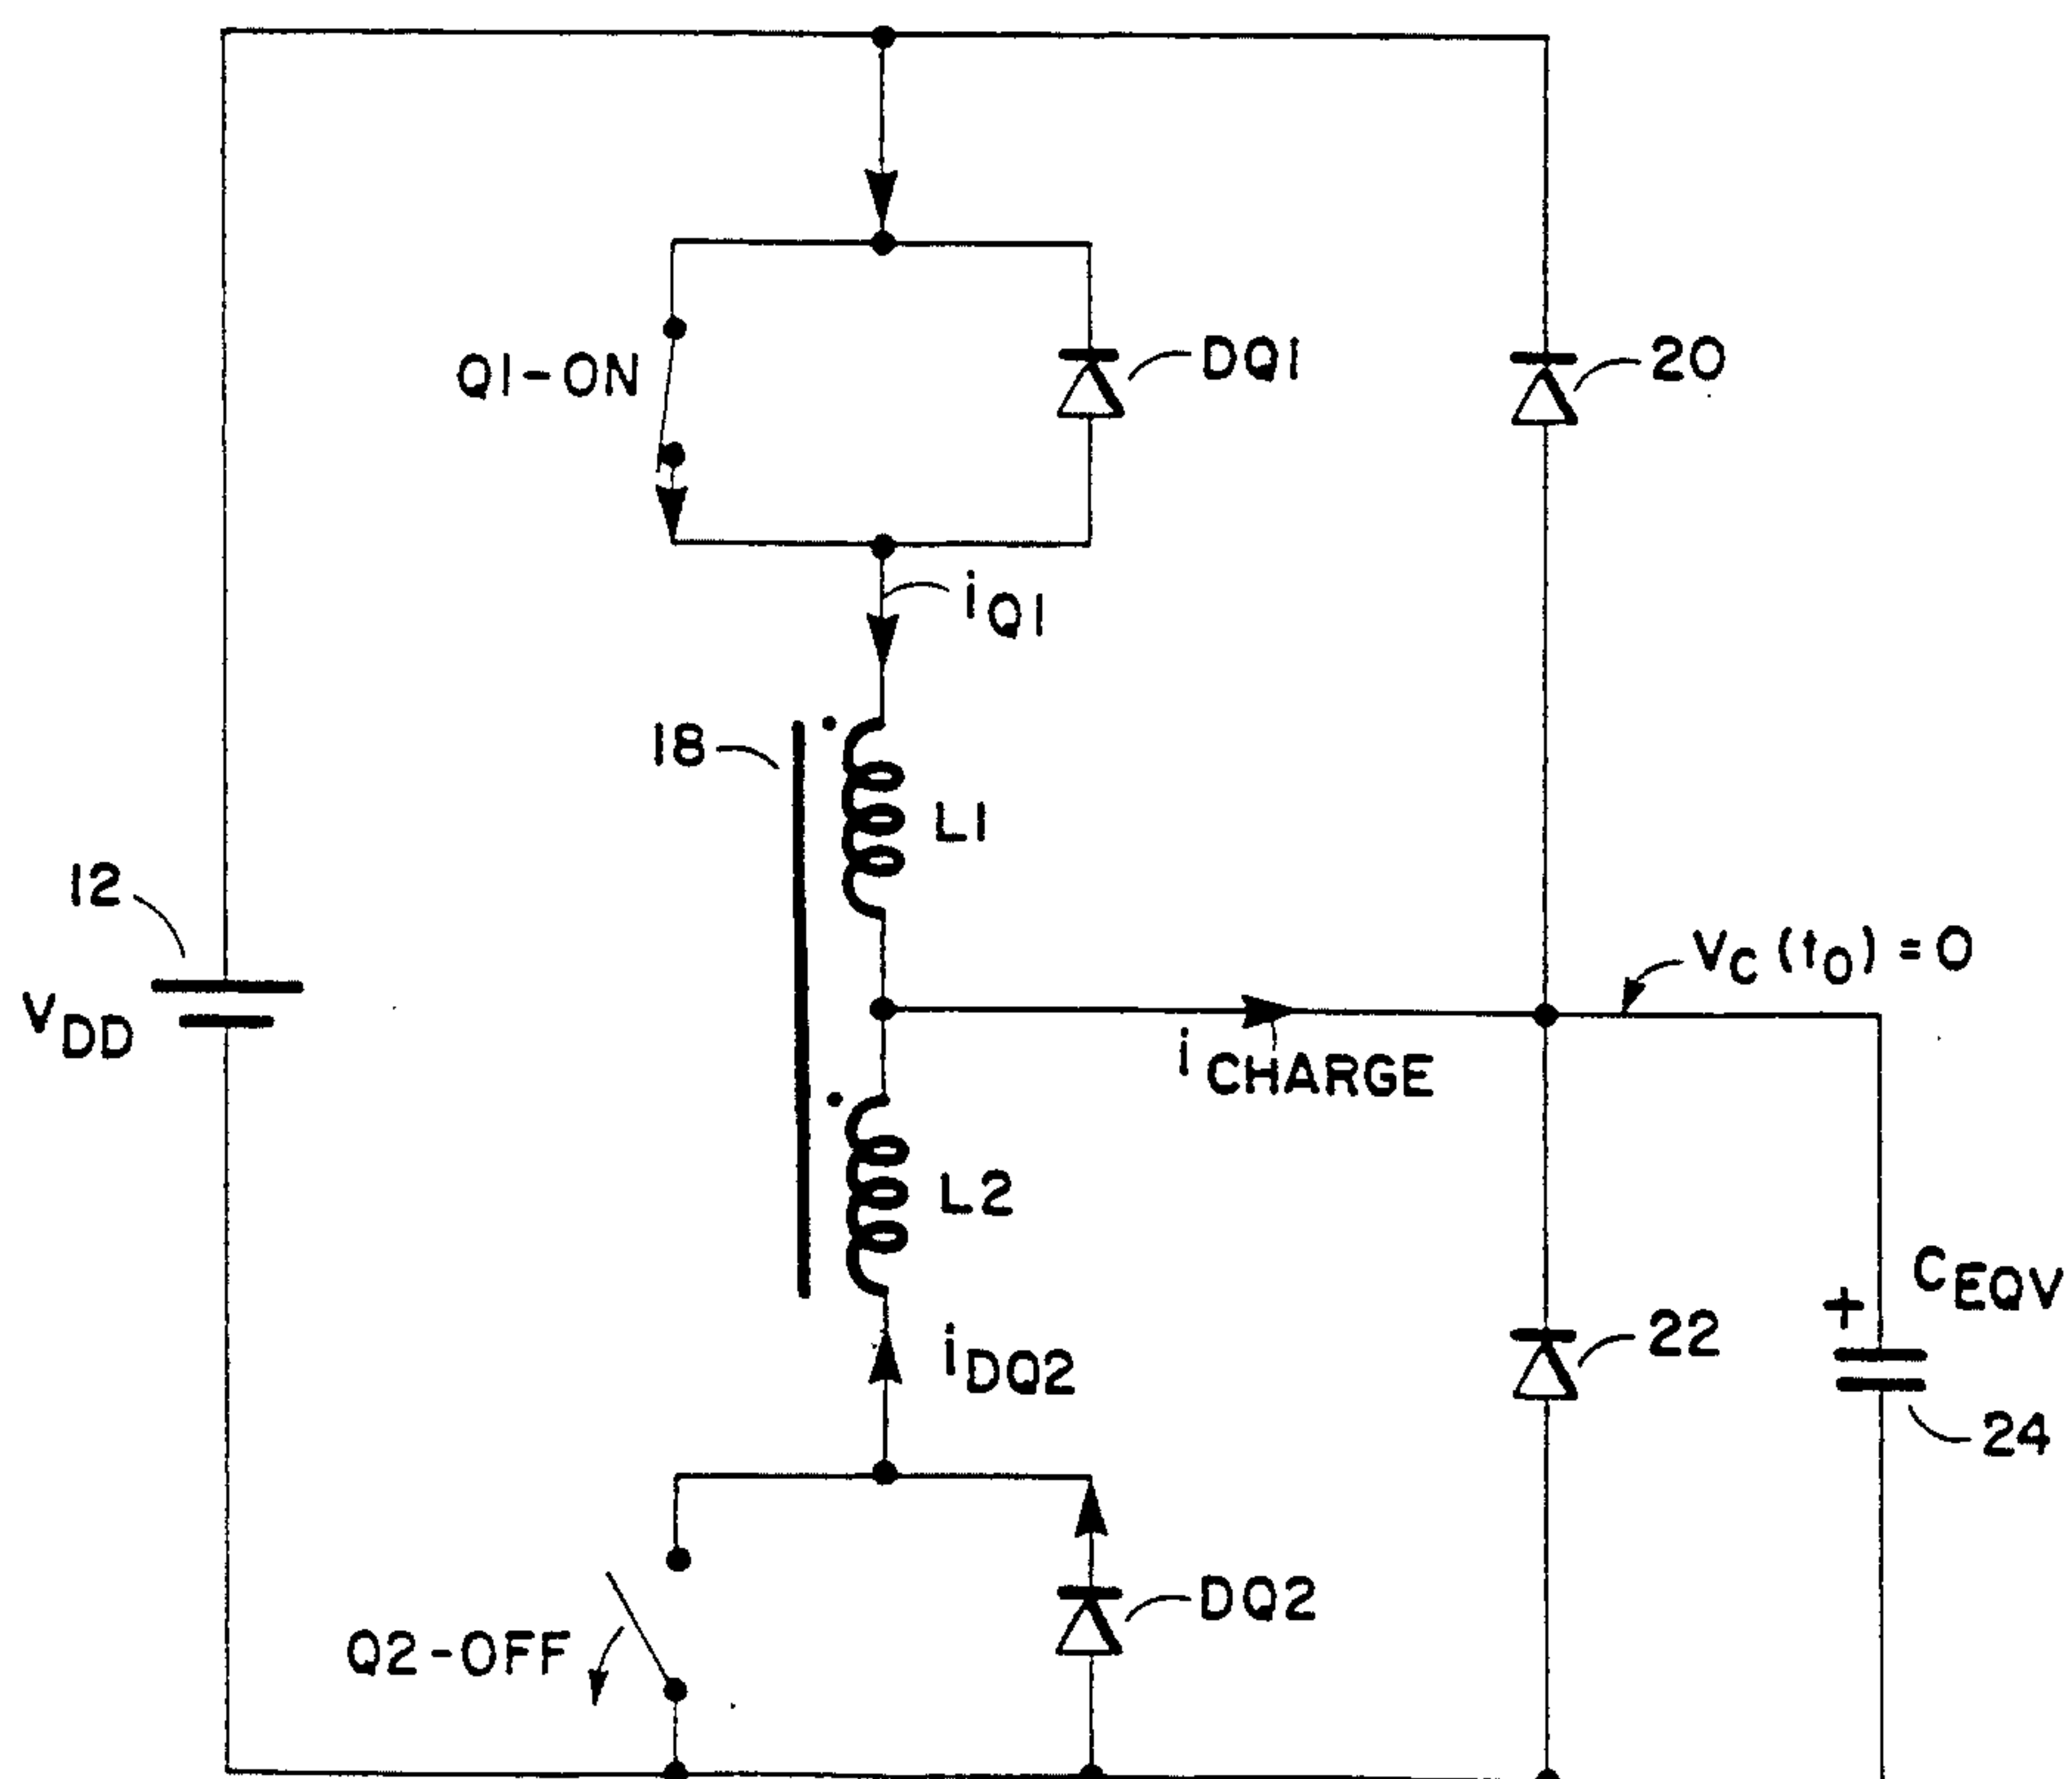 Q1-ON
DQ1
20
iQ1
18
L1
12
VDD
VC (t0) = 0
iCHARGE
L2
CEQV
+
22
iDQ2
24
DQ2
Q2-OFF